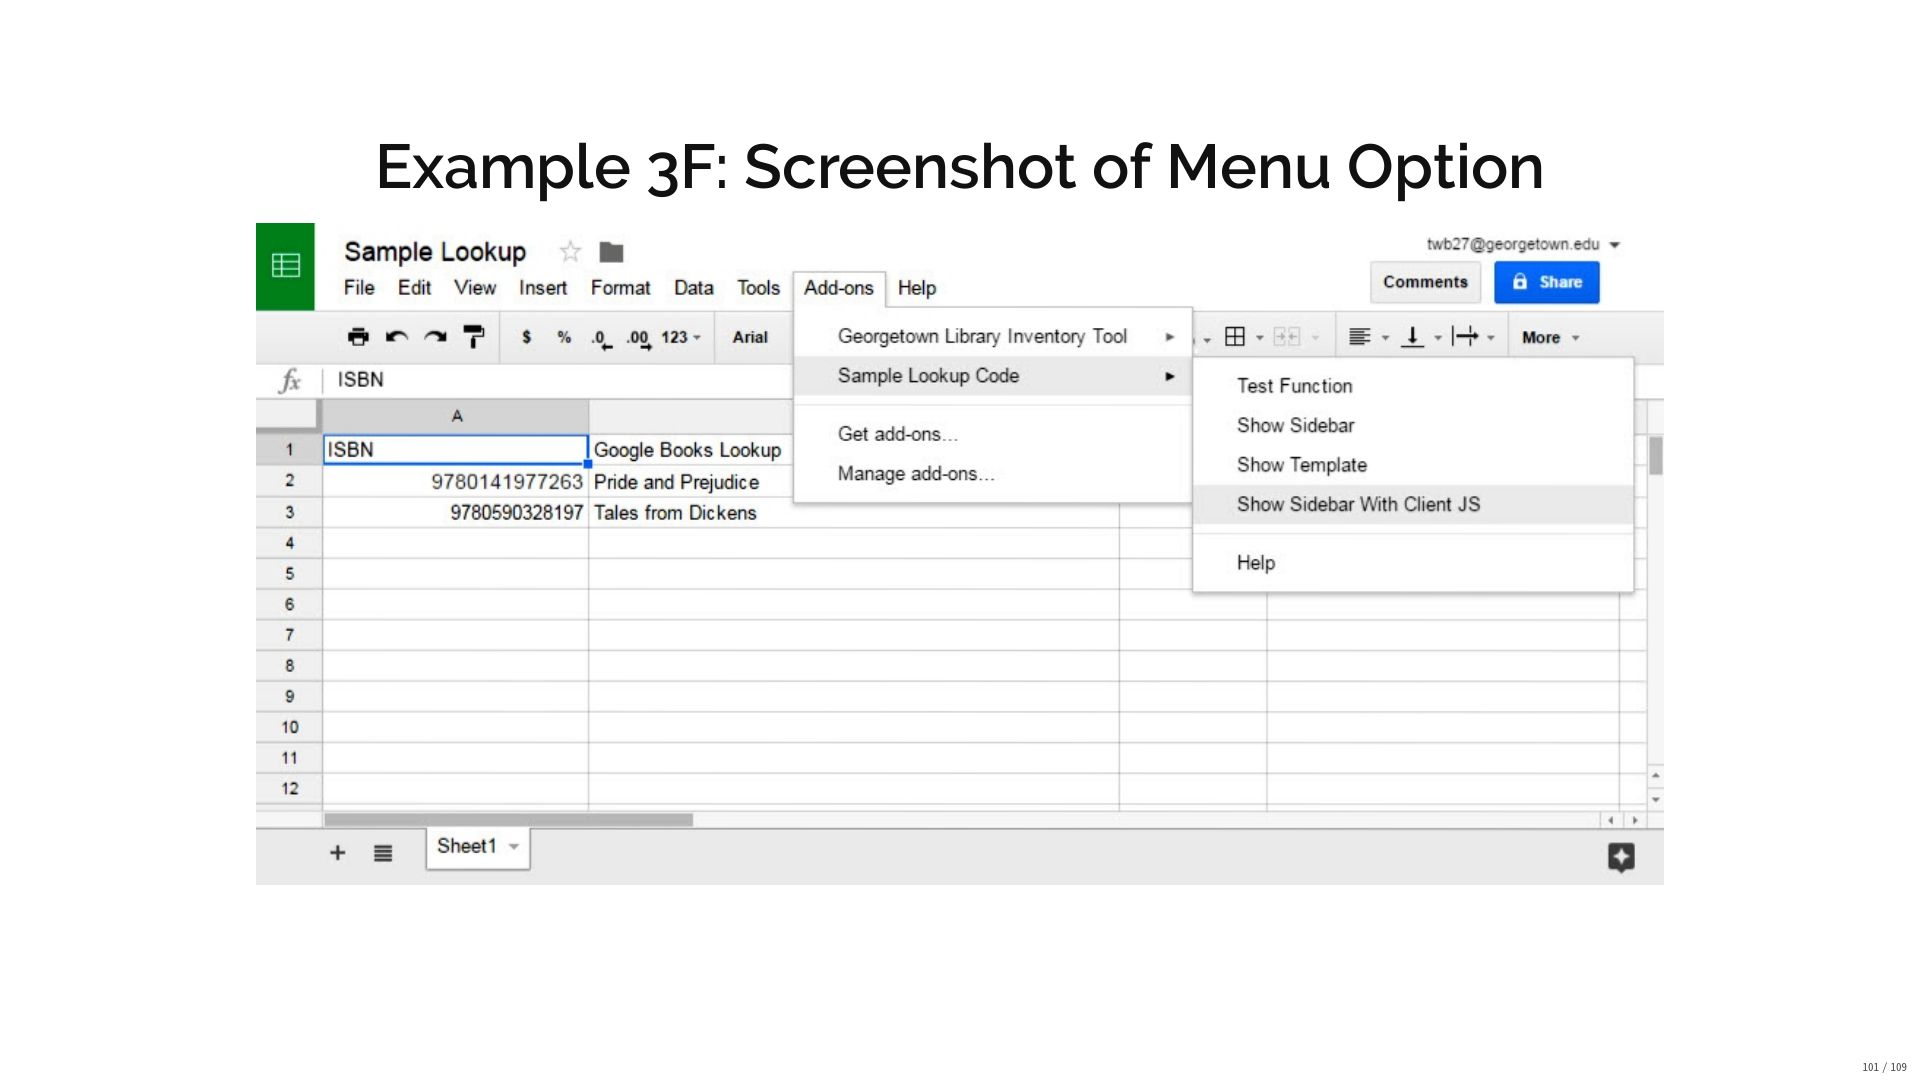 Example 3F: Screenshot of Menu Option
Sample Lookup
twb27@georgetown.edu
File Edit View Insert Format Data Tools Add-ons Help
Comments
Share
$ % .0 .00 123 Arial
More
Georgetown Library Inventory Tool
Sample Lookup Code
Get add-ons...
Manage add-ons...
Test Function
Show Sidebar
Show Template
Show Sidebar With Client JS
Help
fx ISBN
A
1 ISBN Google Books Lookup
2 9780141977263 Pride and Prejudice
3 9780590328197 Tales from Dickens
4
5
6
7
8
9
10
11
12
Sheet1
101 / 109